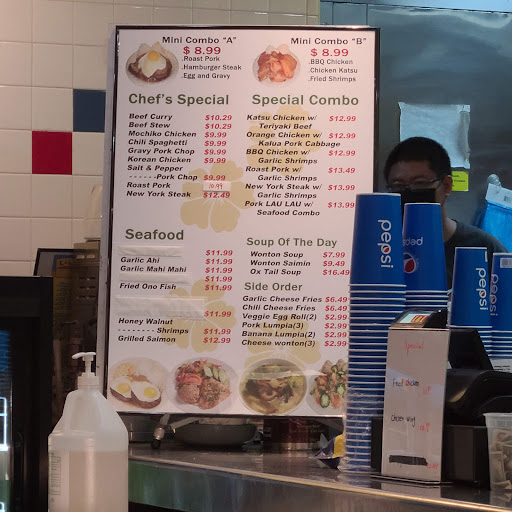 Mini Combo "A"
$ 8.99
.Roast Pork
.Hamburger Steak
.Egg and Gravy
Mini Combo "B"
$ 8.99
.BBQ Chicken
.Chicken Katsu
.Fried Shrimps
Chef's Special
Beef Curry $10.29
Beef Stew $10.29
Mochiko Chicken $9.99
Chili Spaghetti $9.99
Gravy Pork Chop $9.99
Korean Chicken $9.99
Salt & Pepper
------Pork Chop $9.99
Roast Pork 10.99
New York Steak $12.49
Special Combo
Katsu Chicken w/ $12.99
Teriyaki Beef
Orange Chicken w/ $12.99
Kalua Pork Cabbage
BBQ Chicken w/ $12.99
Garlic Shrimps
Roast Pork w/ $13.49
Garlic Shrimps
New York Steak w/ $13.99
Garlic Shrimps
Pork LAU LAU w/ $13.99
Seafood Combo
Seafood
$11.99
Garlic Ahi $11.99
Garlic Mahi Mahi $11.99
Fried Ono Fish $11.99
$11.99
Honey Walnut
--------Shrimps $11.99
Grilled Salmon $12.99
Soup Of The Day
Wonton Soup $7.99
Wonton Saimin $9.49
Ox Tail Soup $16.49
Side Order
Garlic Cheese Fries $6.49
Chili Cheese Fries $6.49
Veggie Egg Roll(2) $2.99
Pork Lumpia(3) $2.99
Banana Lumpia(2) $2.99
Cheese wonton(3) $2.99
pepsi
pepsi
pepsi
pepsi
Special
Fried chicken